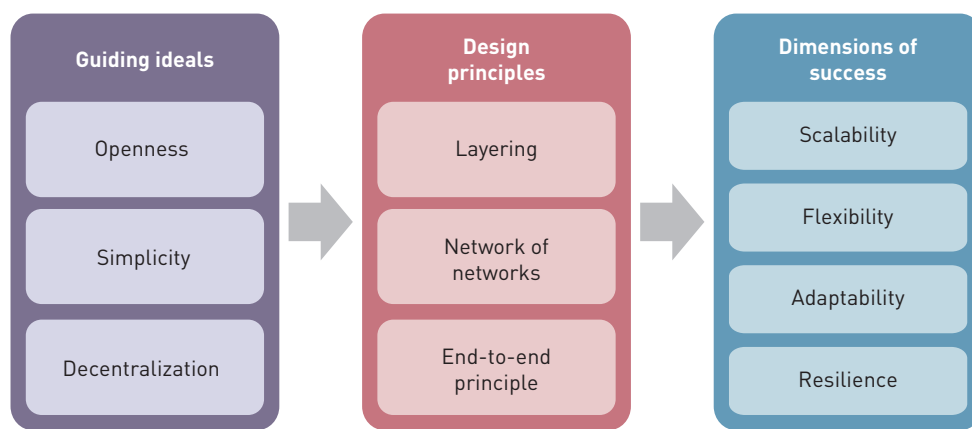 Guiding ideals
Openness
Simplicity
Decentralization
Design
principles
Layering
Network of
networks
End-to-end
principle
Dimensions of
success
Scalability
Flexibility
Adaptability
Resilience